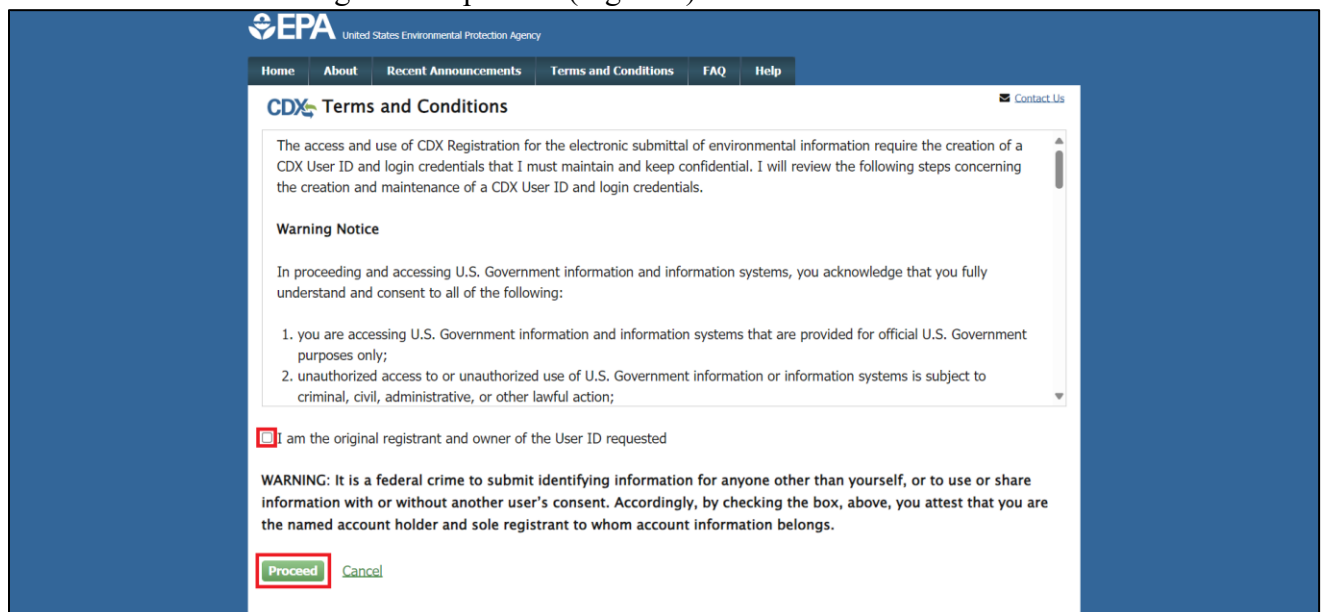 EPA United States Environmental Protection Agency
Home About Recent Announcements Terms and Conditions FAQ Help
CDX Terms and Conditions
Contact Us
The access and use of CDX Registration for the electronic submittal of environmental information require the creation of a
CDX User ID and login credentials that I must maintain and keep confidential. I will review the following steps concerning
the creation and maintenance of a CDX User ID and login credentials.
Warning Notice
In proceeding and accessing U.S. Government information and information systems, you acknowledge that you fully
understand and consent to all of the following:
1. you are accessing U.S. Government information and information systems that are provided for official U.S. Government
purposes only;
2. unauthorized access to or unauthorized use of U.S. Government information or information systems is subject to
criminal, civil, administrative, or other lawful action;
I am the original registrant and owner of the User ID requested
WARNING: It is a federal crime to submit identifying information for anyone other than yourself, or to use or share
information with or without another user's consent. Accordingly, by checking the box, above, you attest that you are
the named account holder and sole registrant to whom account information belongs.
Proceed Cancel